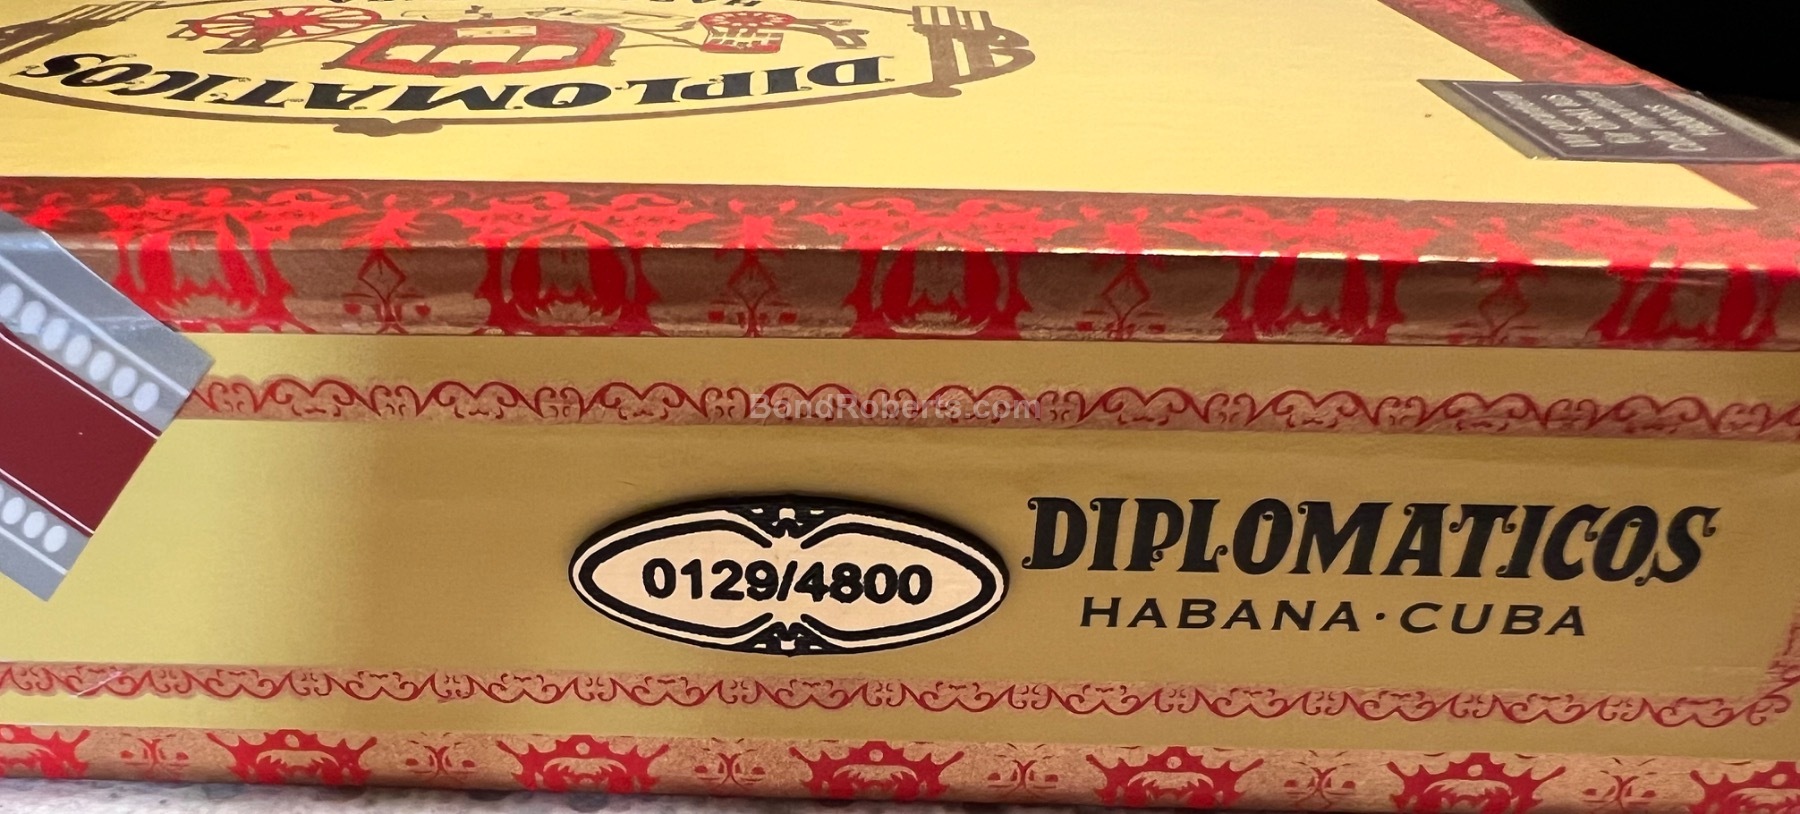 DIPLOMATICOS
BondRoberts.com
0129/4800
DIPLOMATICOS
HABANA·CUBA